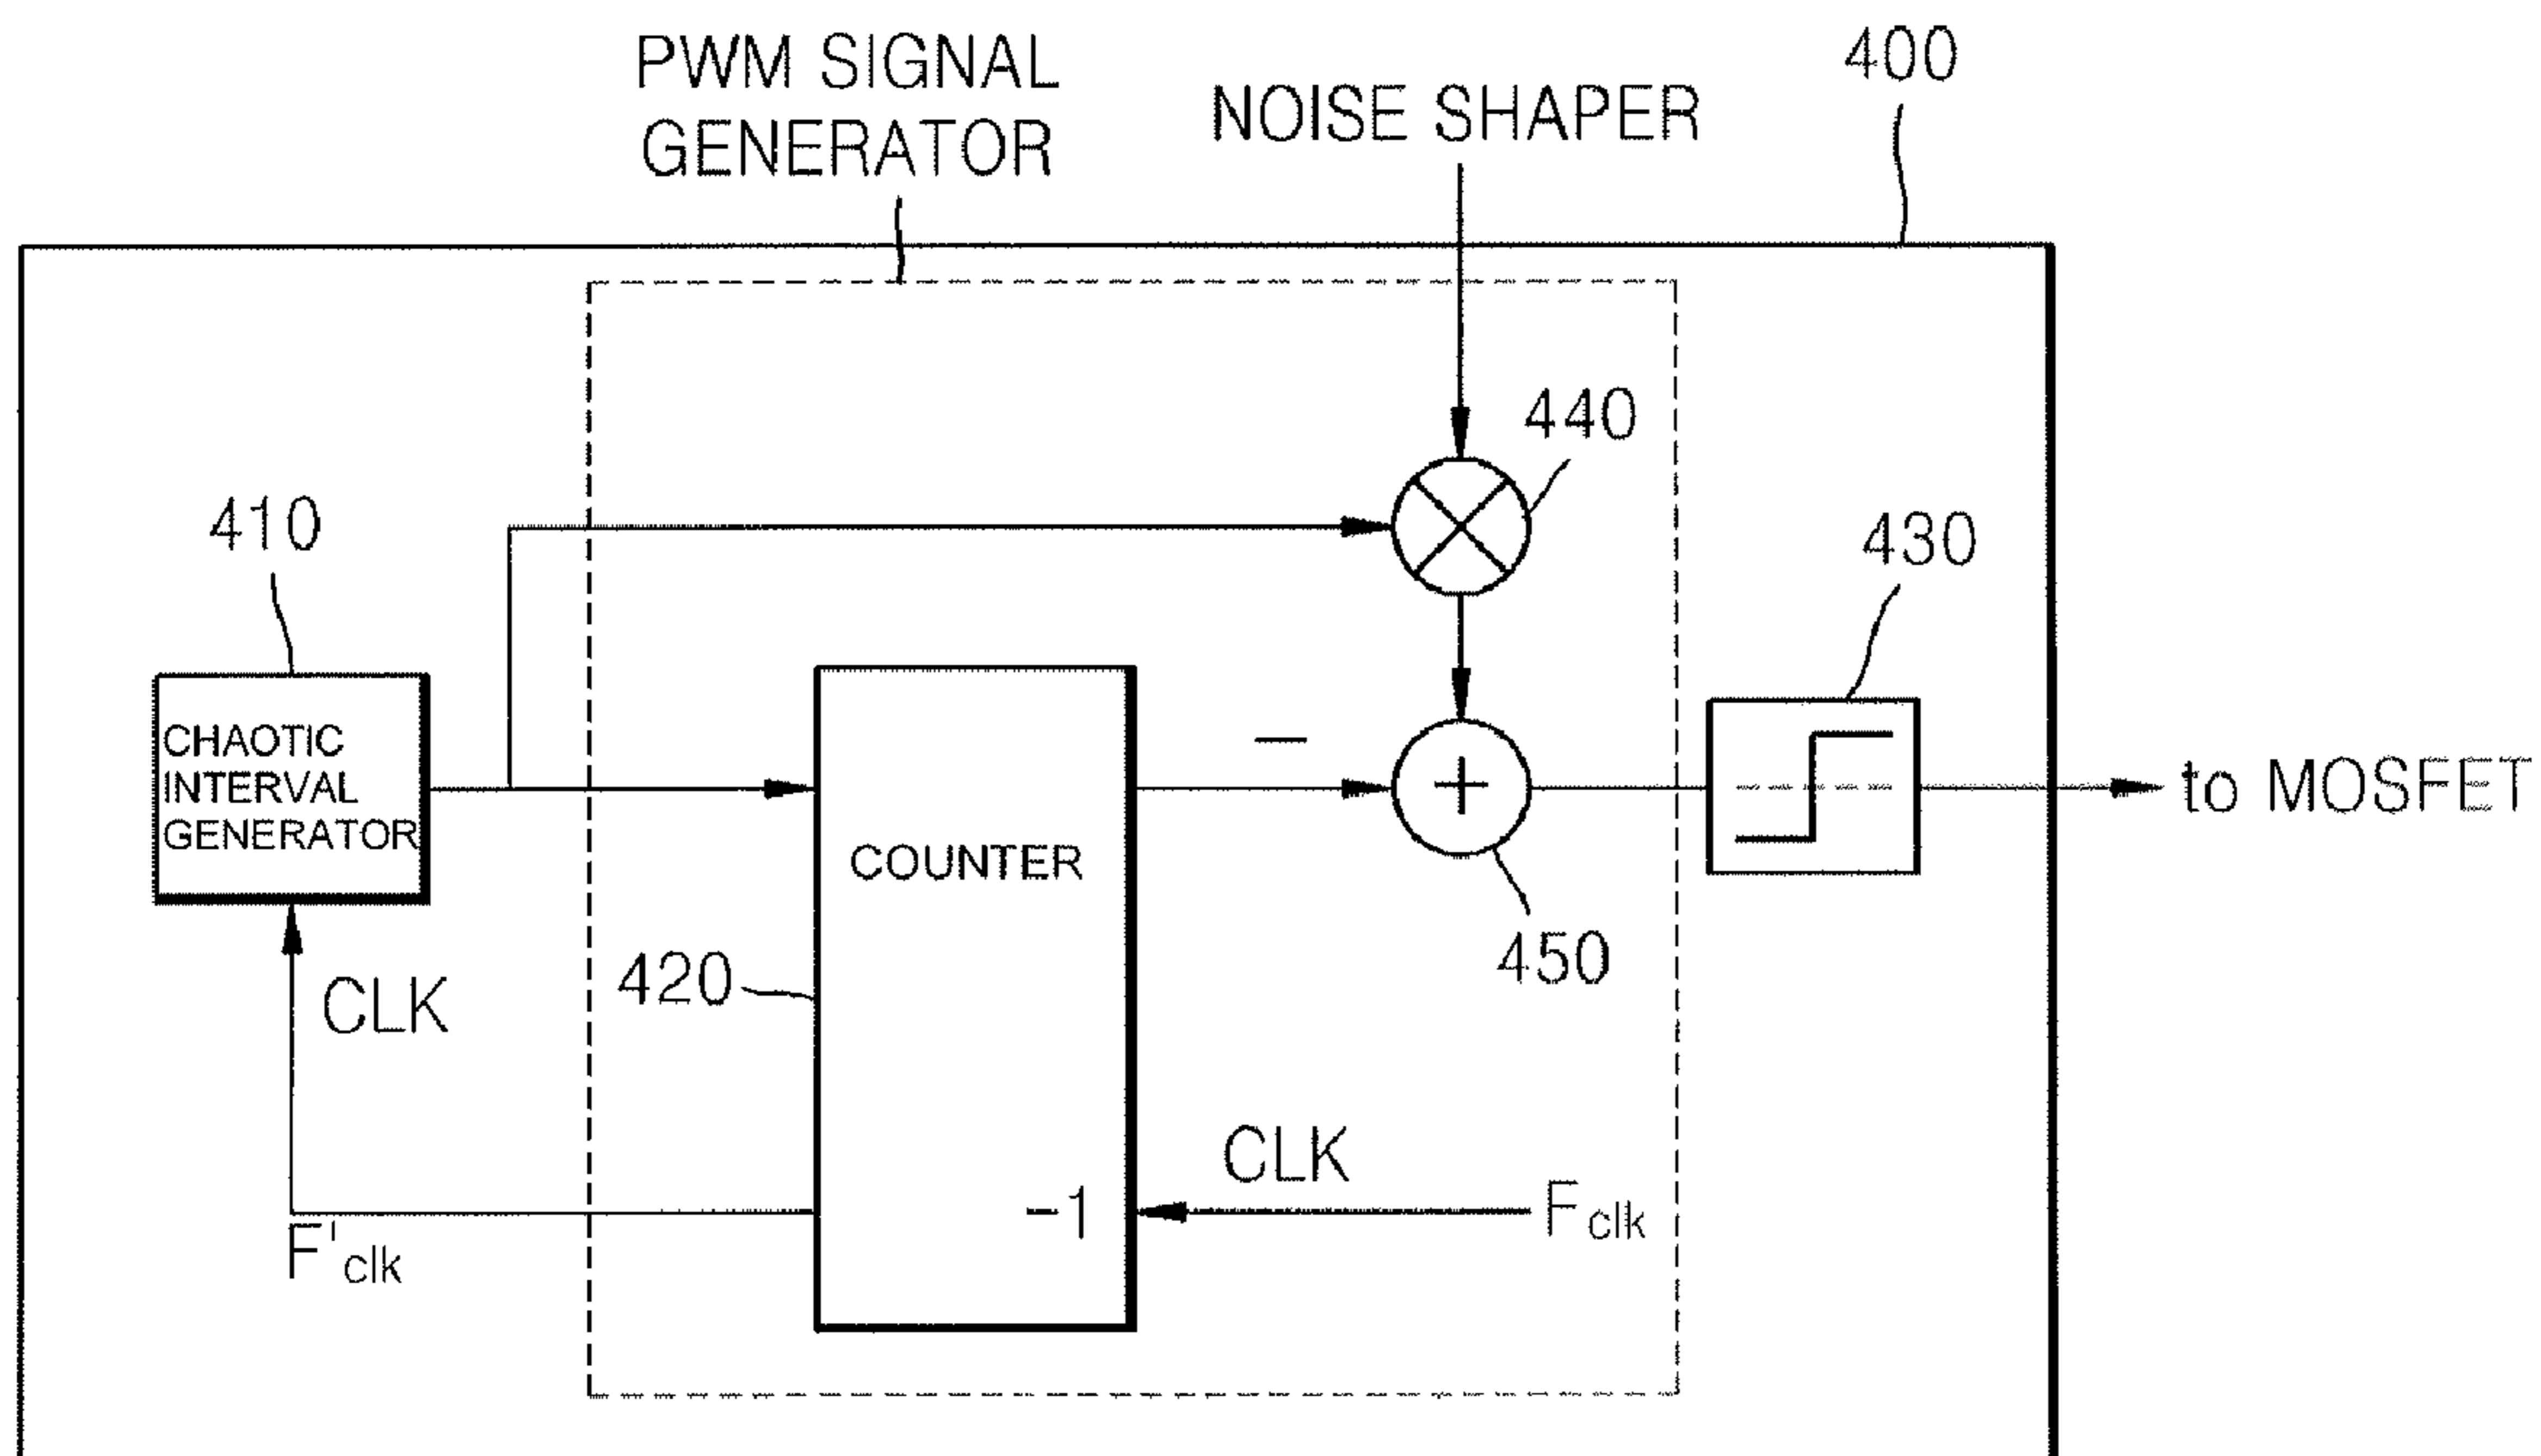 PWM SIGNAL
GENERATOR
NOISE SHAPER
400
440
410
430
CHAOTIC
INTERVAL
GENERATOR
COUNTER
−
+
to MOSFET
420
450
CLK
CLK
-1
Fclk
F'clk